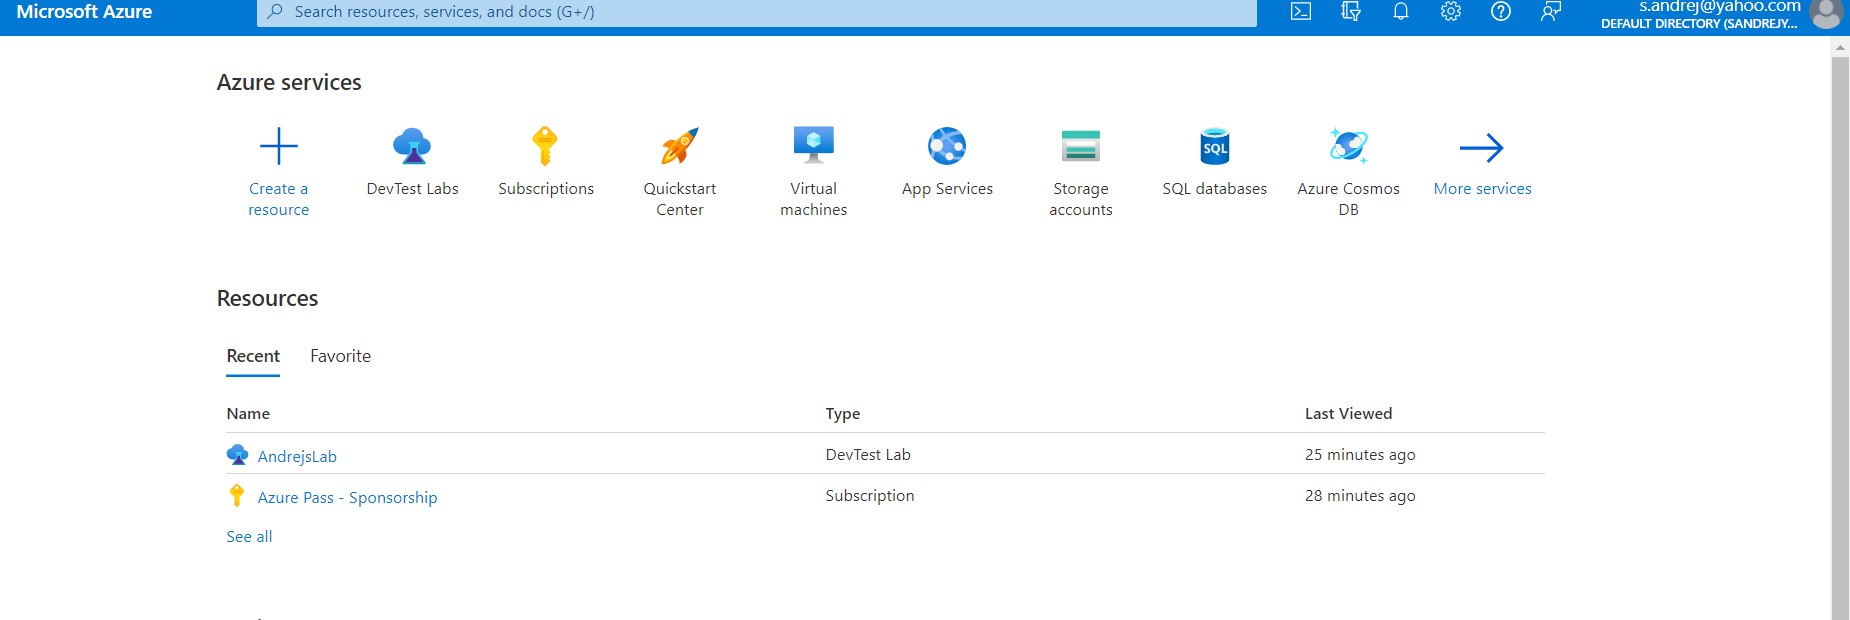 Microsoft Azure
Search resources, services, and docs (G+/)
s.andrej@yahoo.com
DEFAULT DIRECTORY (SANDREJY...
Azure services
Create a
resource
DevTest Labs
Subscriptions
Quickstart
Center
Virtual
machines
App Services
Storage
accounts
SQL
SQL databases
Azure Cosmos
DB
More services
Resources
Recent Favorite
Name Type Last Viewed
AndrejsLab DevTest Lab 25 minutes ago
Azure Pass - Sponsorship Subscription 28 minutes ago
See all